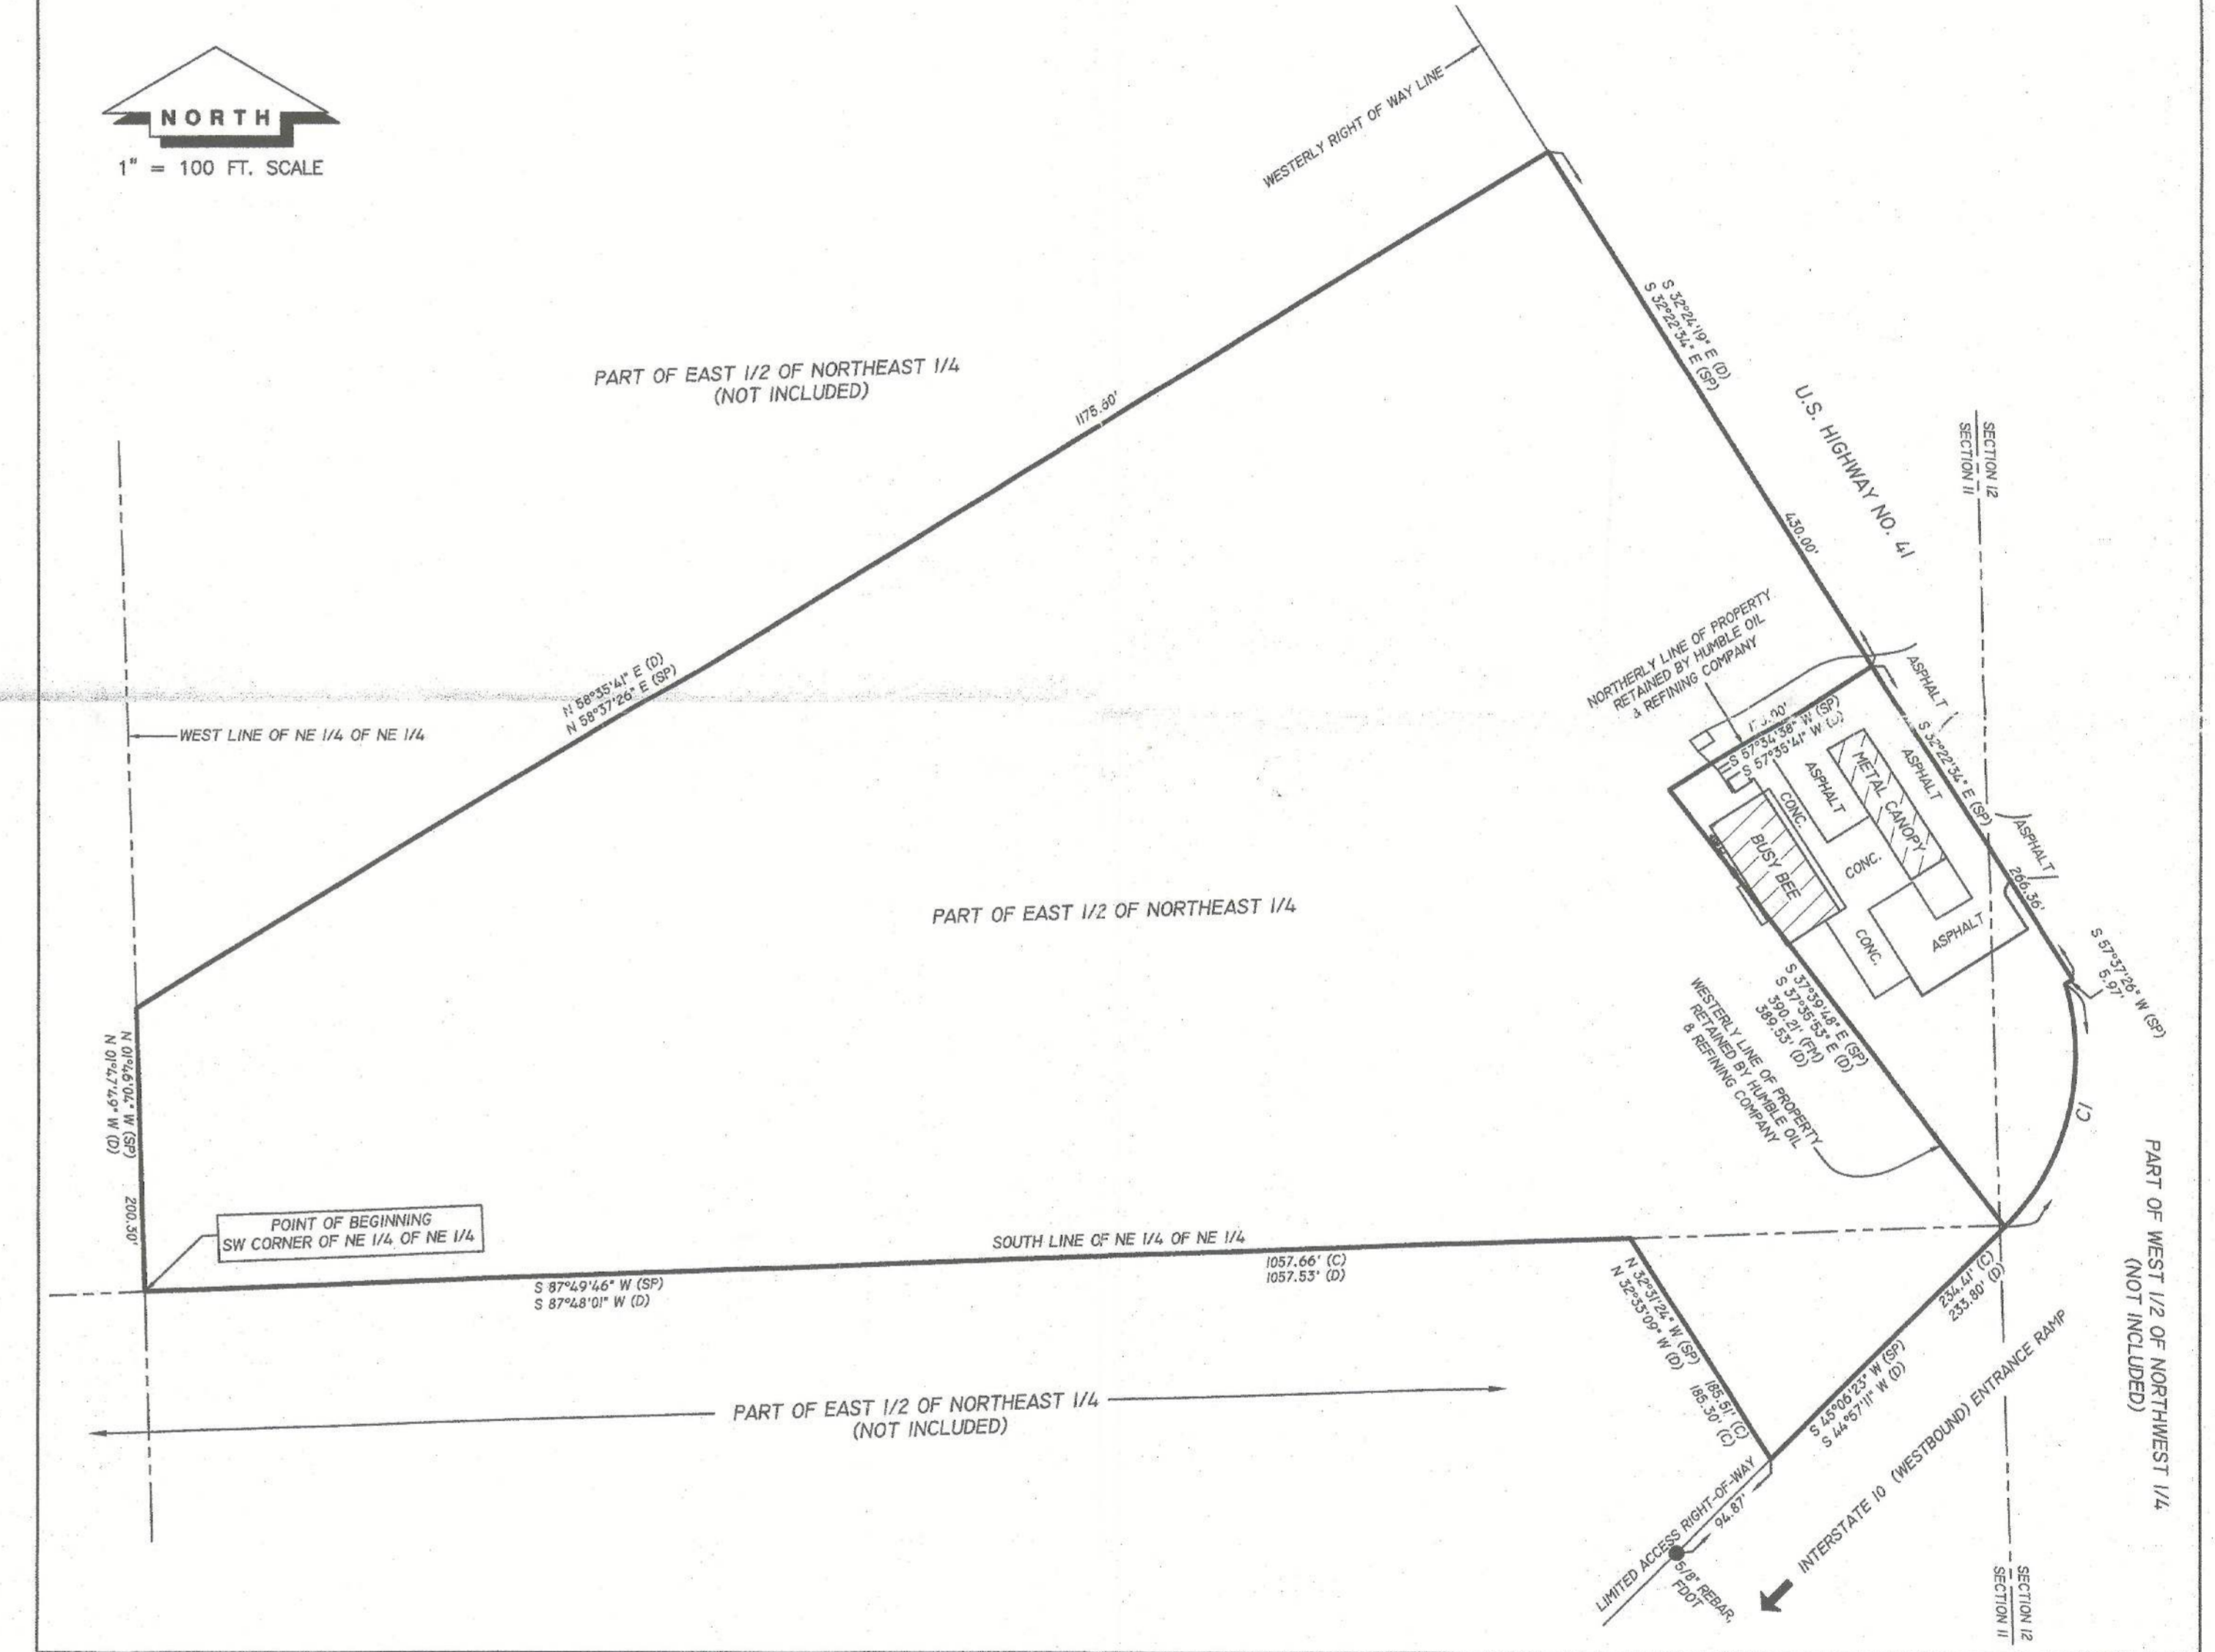 NORTH
1" = 100 FT. SCALE
WESTERLY RIGHT OF WAY LINE
PART OF EAST 1/2 OF NORTHEAST 1/4
(NOT INCLUDED)
1175.60'
S 32°24'19" E (D)
S 32°22'34" E (SP)
U.S. HIGHWAY NO. 41
SECTION 12
SECTION 11
430.00'
N 58°35'41" E (D)
N 58°37'26" E (SP)
WEST LINE OF NE 1/4 OF NE 1/4
NORTHERLY LINE OF PROPERTY
RETAINED BY HUMBLE OIL
& REFINING COMPANY
S 57°34'38" W (SP)
S 57°35'41" W (D)
ASPHALT
S 32°22'34" E (SP)
ASPHALT
METAL CANOPY
ASPHALT
CONC.
BUSY BEE
CONC.
ASPHALT
266.36'
CONC.
ASPHALT
S 57°37'26" W (SP)
5.97'
PART OF EAST 1/2 OF NORTHEAST 1/4
S 37°39'48" E (SP)
S 37°35'53" E (D)
390.21' (FM)
389.53' (D)
WESTERLY LINE OF PROPERTY
RETAINED BY HUMBLE OIL
& REFINING COMPANY
C1
N 01°46'04" W (SP)
N 01°47'49" W (D)
200.30'
POINT OF BEGINNING
SW CORNER OF NE 1/4 OF NE 1/4
SOUTH LINE OF NE 1/4 OF NE 1/4
S 87°49'46" W (SP)
S 87°48'01" W (D)
1057.66' (C)
1057.53' (D)
N 32°31'24" W (SP)
N 32°33'09" W (D)
185.51' (C)
185.30' (C)
234.41' (C)
233.80' (D)
S 45°06'23" W (SP)
S 44°57'11" W (D)
PART OF WEST 1/2 OF NORTHWEST 1/4
(NOT INCLUDED)
PART OF EAST 1/2 OF NORTHEAST 1/4
(NOT INCLUDED)
LIMITED ACCESS RIGHT-OF-WAY
94.87'
5/8" REBAR,
FDOT
INTERSTATE 10 (WESTBOUND) ENTRANCE RAMP
SECTION 12
SECTION 11